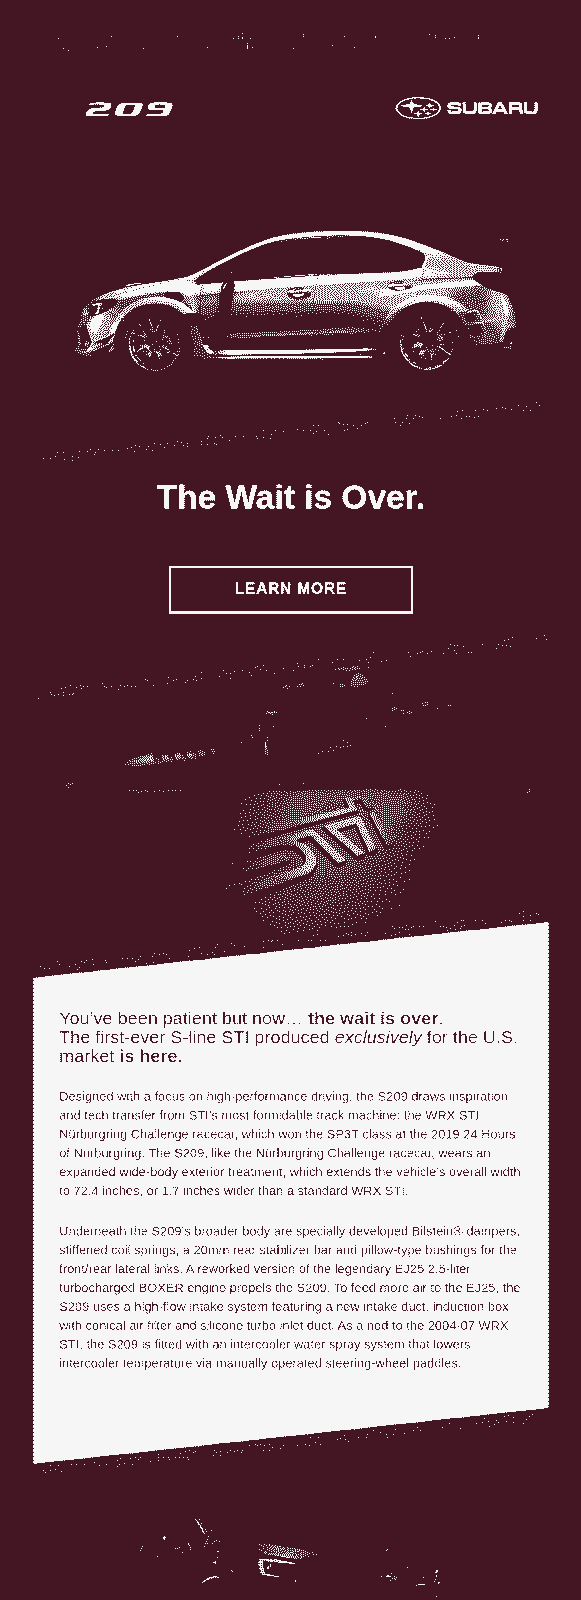 209
SUBARU
The Wait is Over.
LEARN MORE
STI
You've been patient but now… the wait is over.
The first-ever S-line STI produced exclusively for the U.S.
market is here.
Designed with a focus on high-performance driving, the S209 draws inspiration
and tech transfer from STI's most formidable track machine: the WRX STI
Nürburgring Challenge racecar, which won the SP3T class at the 2019 24 Hours
of Nürburgring. The S209, like the Nürburgring Challenge racecar, wears an
expanded wide-body exterior treatment, which extends the vehicle's overall width
to 72.4 inches, or 1.7 inches wider than a standard WRX STI.
Underneath the S209's broader body are specially developed Bilstein® dampers,
stiffened coil springs, a 20mm rear stabilizer bar and pillow-type bushings for the
front/rear lateral links. A reworked version of the legendary EJ25 2.5-liter
turbocharged BOXER engine propels the S209. To feed more air to the EJ25, the
S209 uses a high-flow intake system featuring a new intake duct, induction box
with conical air filter and silicone turbo inlet duct. As a nod to the 2004-07 WRX
STI, the S209 is fitted with an intercooler water spray system that lowers
intercooler temperature via manually operated steering-wheel paddles.